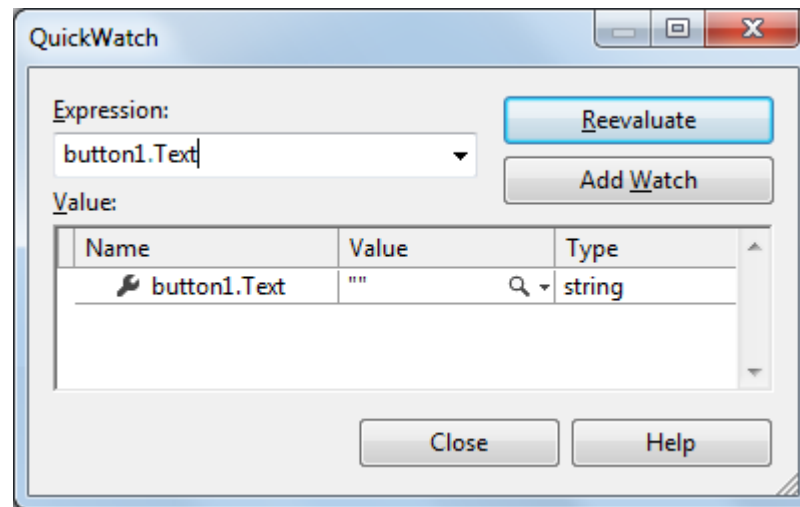 QuickWatch
Expression:
Reevaluate
button1.Text
Add Watch
Value:
Name Value Type
button1.Text "" string
Close Help